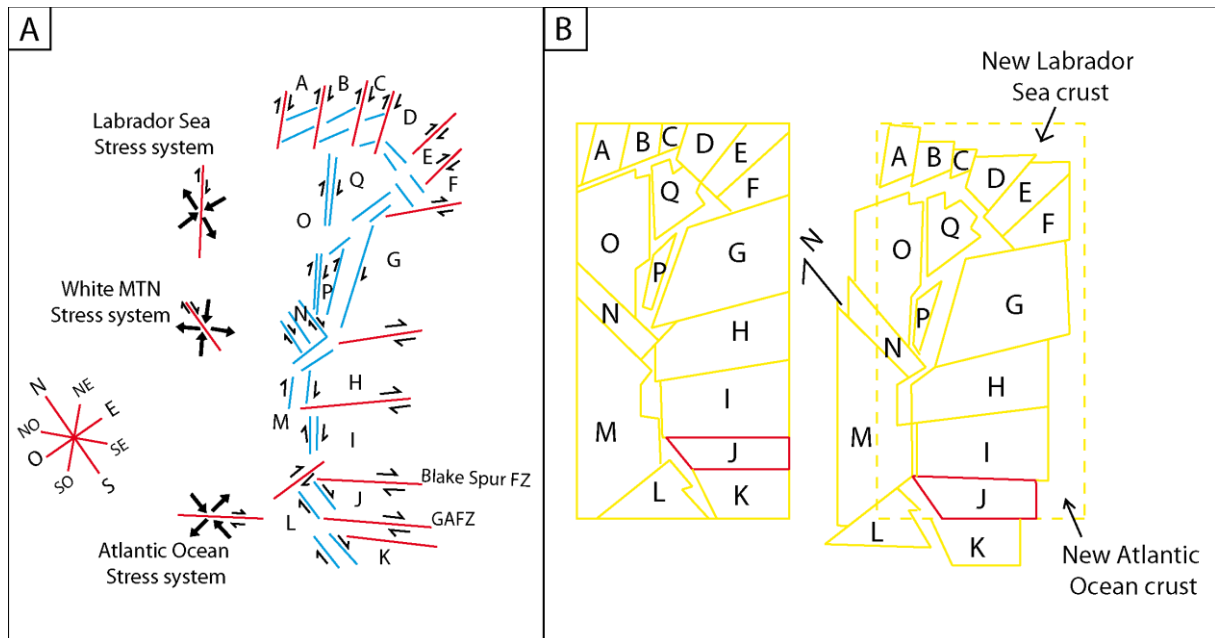 A
B
A
B
C
D
Labrador Sea
Stress system
E
Q
F
O
G
White MTN
Stress system
P
N
N
NE
E
NO
SE
O
SO
S
H
M
I
Blake Spur FZ
J
GAFZ
L
K
Atlantic Ocean
Stress system
A
B
C
D
E
F
Q
O
G
P
N
H
I
M
J
L
K
New Labrador
Sea crust
A
B
C
D
E
F
Q
O
N
G
P
N
H
M
I
J
L
K
New Atlantic
Ocean crust